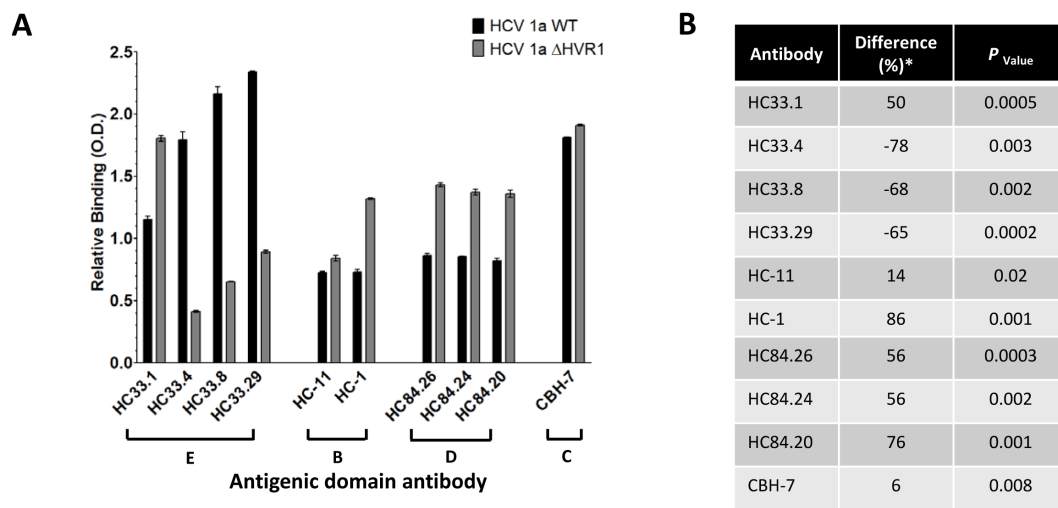 A
HCV 1a WT
HCV 1a ΔHVR1
Relative Binding (O.D.)
2.5
2.0
1.5
1.0
0.5
0.0
HC33.1
HC33.4
HC33.8
HC33.29
HC-11
HC-1
HC84.26
HC84.24
HC84.20
CBH-7
E
B
D
C
Antigenic domain antibody
B
Antibody Difference (%)* P Value
HC33.1 50 0.0005
HC33.4 -78 0.003
HC33.8 -68 0.002
HC33.29 -65 0.0002
HC-11 14 0.02
HC-1 86 0.001
HC84.26 56 0.0003
HC84.24 56 0.002
HC84.20 76 0.001
CBH-7 6 0.008